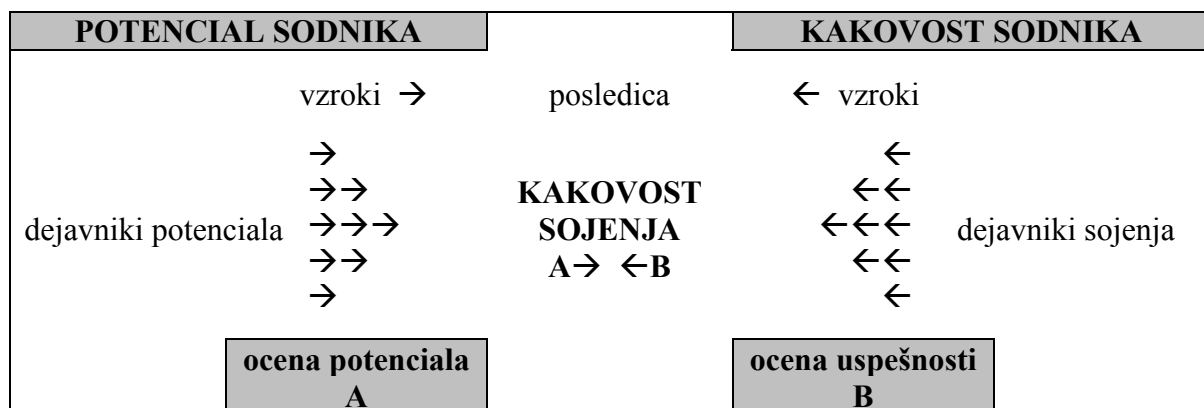 POTENCIAL SODNIKA KAKOVOST SODNIKA
vzroki → posledica ← vzroki
→ ←
→→ KAKOVOST ←←
dejavniki potenciala →→→ SOJENJA ←←← dejavniki sojenja
→→ A→ ←B ←←
→ ←
ocena potenciala ocena uspešnosti
A B